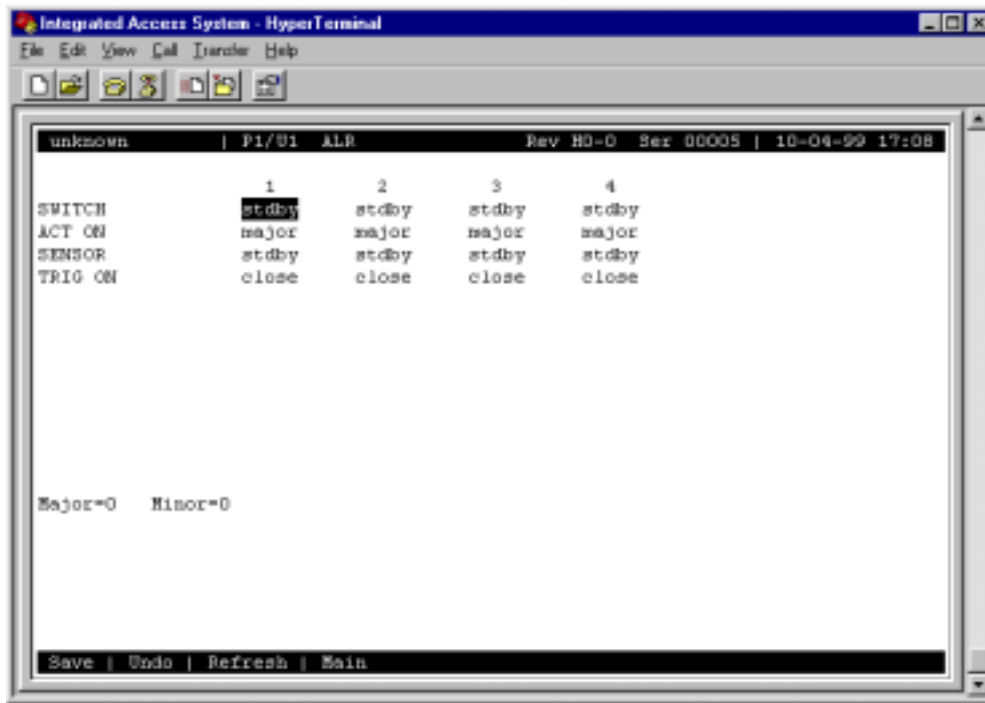 Integrated Access System - HyperTerminal
File Edit View Call Transfer Help
unknown | P1/U1 ALR Rev H0-0 Ser 00005 | 10-04-99 17:08
1 2 3 4
SWITCH stdby stdby stdby stdby
ACT ON major major major major
SENSOR stdby stdby stdby stdby
TRIG ON close close close close
Major=0 Minor=0
Save | Undo | Refresh | Main